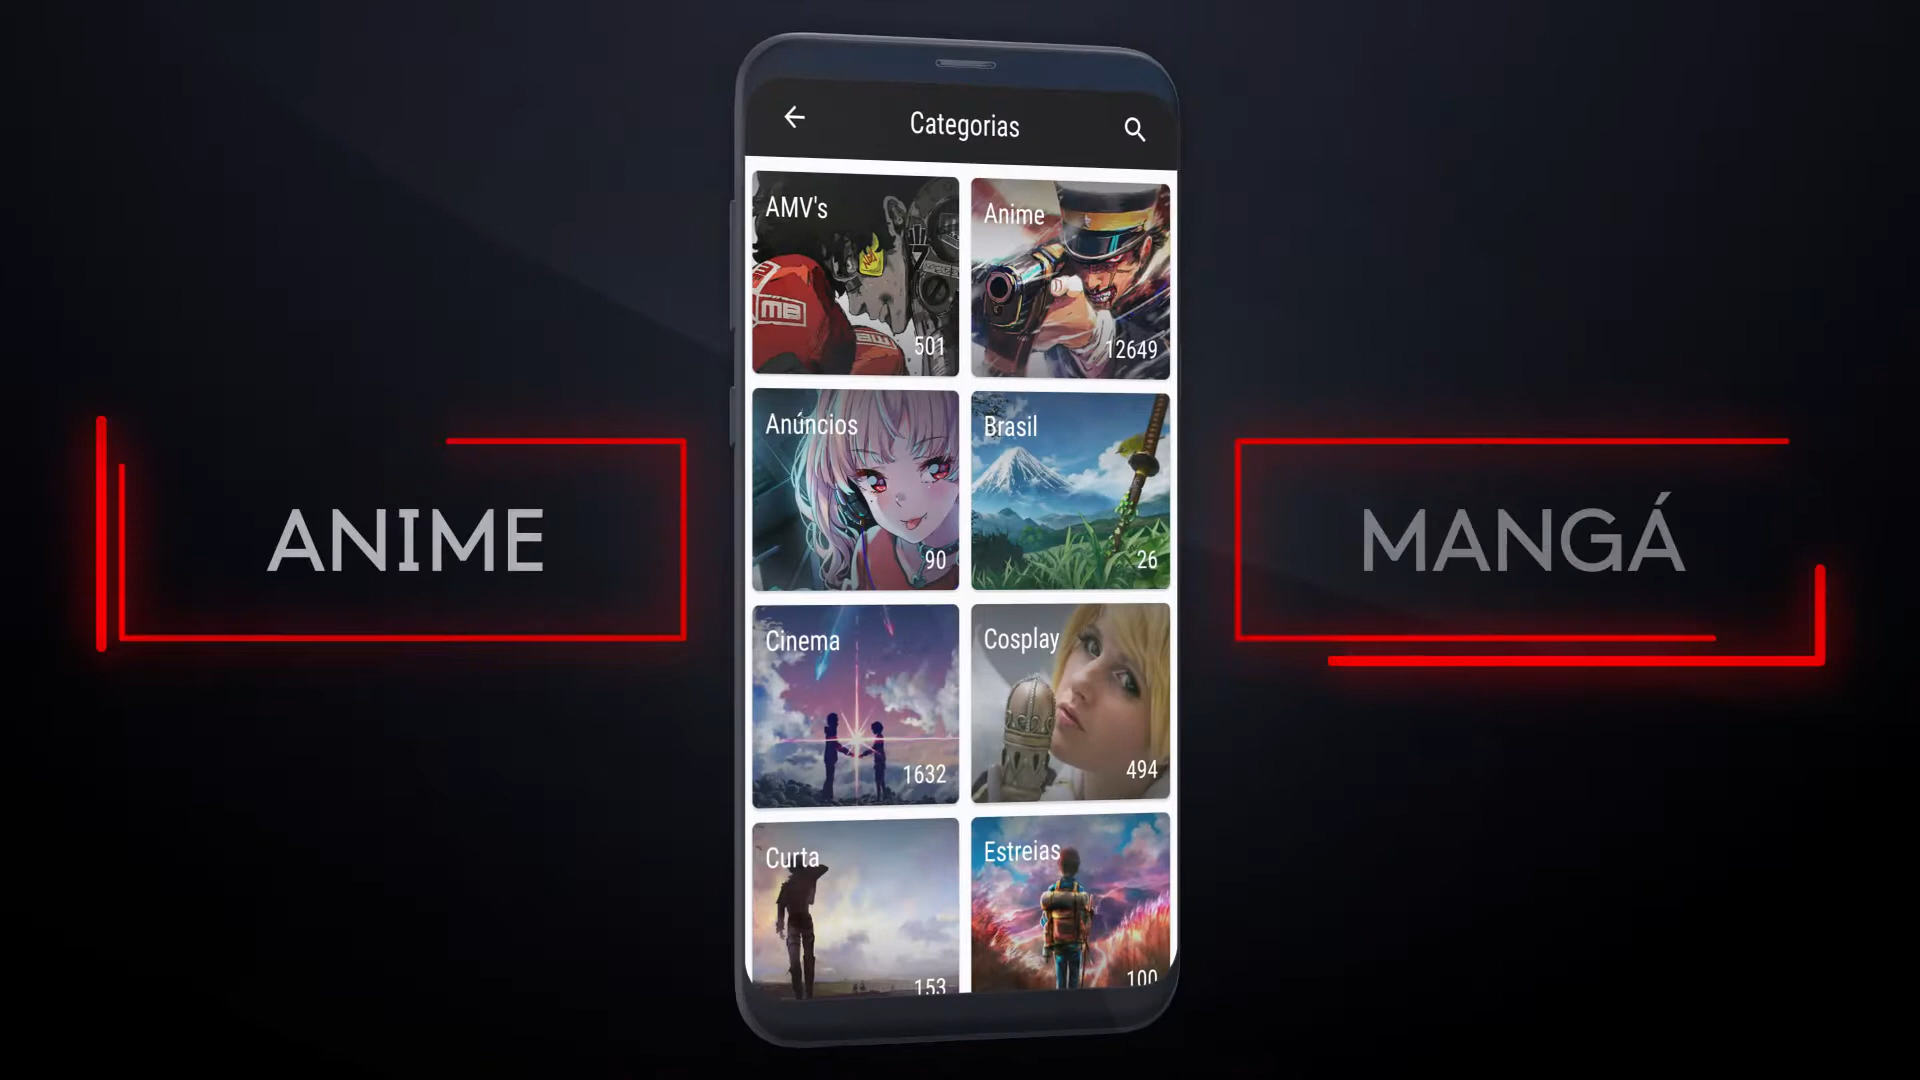 Categorias
AMV's
501
Anime
12649
Anúncios
90
Brasil
26
Cinema
1632
Cosplay
494
Curta
153
Estreias
100
ANIME
MANGÁ
MB